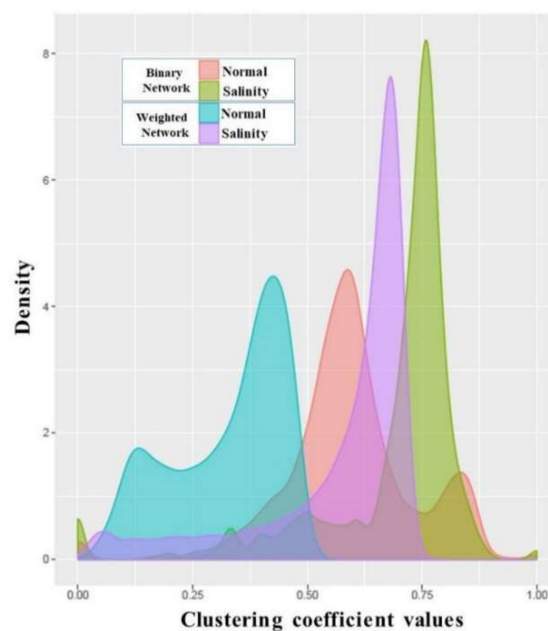 8
6
4
2
0
Density
Binary Network
Normal
Salinity
Weighted Network
Normal
Salinity
0.00 0.25 0.50 0.75 1.00
Clustering coefficient values